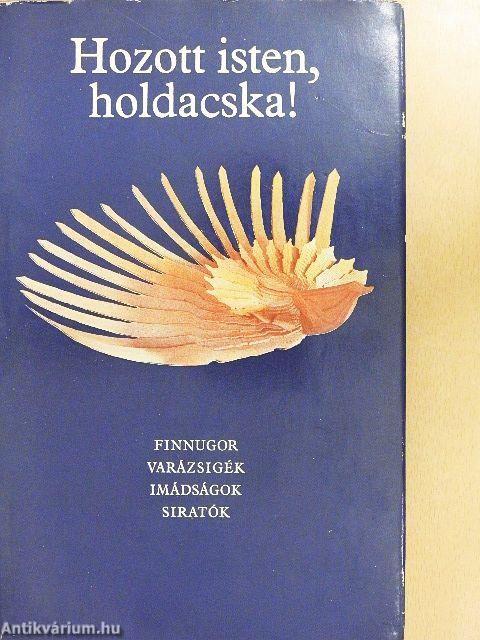 Hozott isten,
holdacska!
FINNUGOR
VARÁZSIGÉK
IMÁDSÁGOK
SIRATÓK
Antikvárium.hu